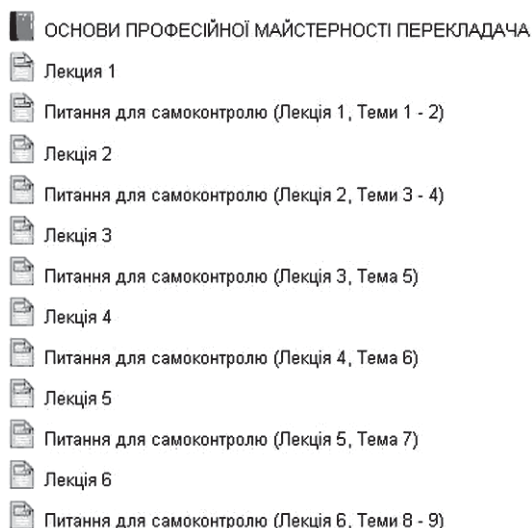 ОСНОВИ ПРОФЕСІЙНОЇ МАЙСТЕРНОСТІ ПЕРЕКЛАДАЧА
Лекция 1
Питання для самоконтролю (Лекція 1, Теми 1 - 2)
Лекція 2
Питання для самоконтролю (Лекція 2, Теми 3 - 4)
Лекція 3
Питання для самоконтролю (Лекція 3, Тема 5)
Лекція 4
Питання для самоконтролю (Лекція 4, Тема 6)
Лекція 5
Питання для самоконтролю (Лекція 5, Тема 7)
Лекція 6
Питання для самоконтролю (Лекція 6, Теми 8 - 9)